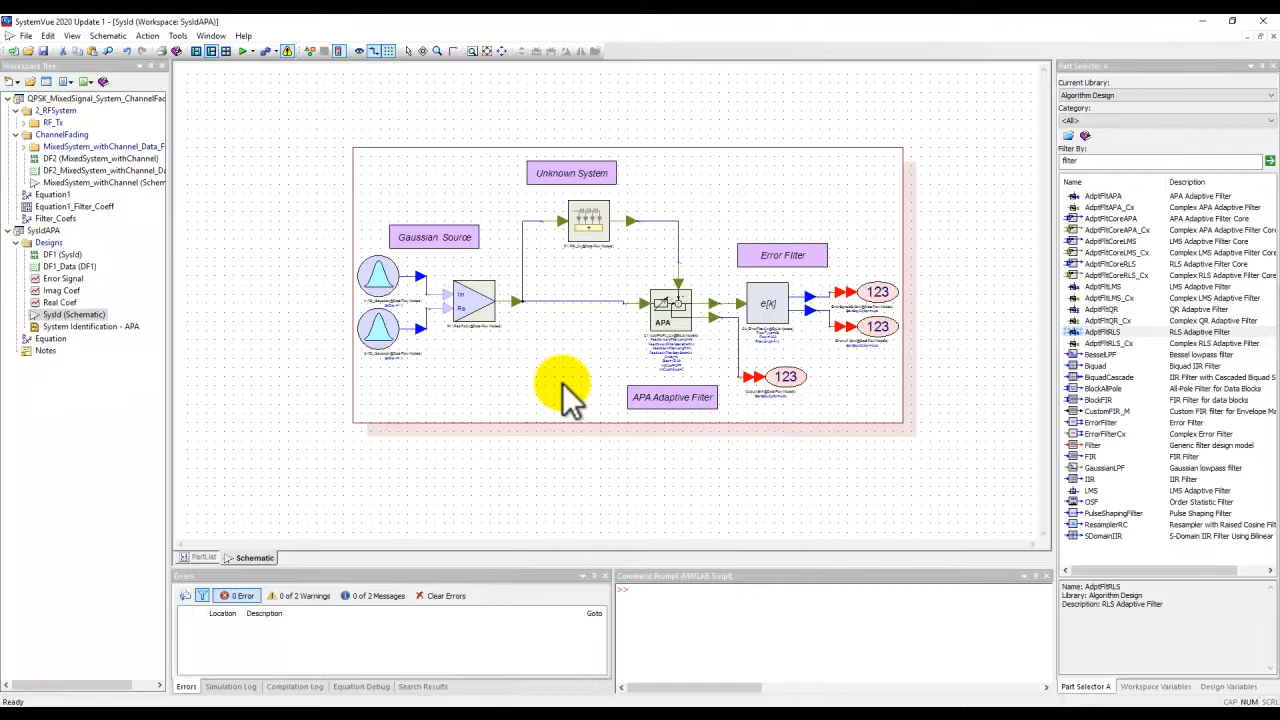 SystemVue 2020 Update 1 - [SysId (Workspace: SysIdAPA)]
File Edit View Schematic Action Tools Window Help
Workspace Tree
QPSK_MixedSignal_System_ChannelFad
2_RFSystem
RF_Tx
ChannelFading
MixedSystem_withChannel_Data_F
DF2 (MixedSystem_withChannel)
DF2_MixedSystem_withChannel_Da
MixedSystem_withChannel (Schem
Equation1
Equation1_Filter_Coeff
Filter_Coefs
SysIdAPA
Designs
DF1 (SysId)
DF1_Data (DF1)
Error Signal
Imag Coef
Real Coef
SysId (Schematic)
System Identification - APA
Equation
Notes
Unknown System
Gaussian Source
Error Filter
Im
Re
APA
e[k]
123
123
123
APA Adaptive Filter
PartList
Schematic
Errors
0 Error
0 of 2 Warnings
0 of 2 Messages
Clear Errors
Location Description Goto
Errors Simulation Log Compilation Log Equation Debug Search Results
Command Prompt (MATLAB Script)
>>
Part Selector A
Current Library:
Algorithm Design
Category:
<All>
Filter By:
filter
Name Description
AdptFltAPA APA Adaptive Filter
AdptFltAPA_Cx Complex APA Adaptive Filter
AdptFltCoreAPA APA Adaptive Filter Core
AdptFltCoreAPA_Cx Complex APA Adaptive Filter
AdptFltCoreLMS LMS Adaptive Filter Core
AdptFltCoreLMS_Cx Complex LMS Adaptive Filter
AdptFltCoreRLS RLS Adaptive Filter Core
AdptFltCoreRLS_Cx Complex RLS Adaptive Filter
AdptFltLMS LMS Adaptive Filter
AdptFltLMS_Cx Complex LMS Adaptive Filter
AdptFltQR QR Adaptive Filter
AdptFltQR_Cx Complex QR Adaptive Filter
AdptFltRLS RLS Adaptive Filter
AdptFltRLS_Cx Complex RLS Adaptive Filter
BesselLPF Bessel lowpass filter
Biquad Biquad IIR Filter
BiquadCascade IIR Filter with Cascaded Biquad S
BlockAllPole All-Pole Filter for Data Blocks
BlockFIR FIR Filter for data blocks
CustomFIR_M Custom FIR filter for Envelope M
ErrorFilter Error Filter
ErrorFilterCx Complex Error Filter
Filter Generic filter design model
FIR FIR Filter
GaussianLPF Gaussian lowpass filter
IIR IIR Filter
LMS LMS Adaptive Filter
OSF Order Statistic Filter
PulseShapingFilter Pulse Shaping Filter
ResamplerRC Resampler with Raised Cosine F
SDomainIIR S-Domain IIR Filter Using Bilinear
Name: AdptFltRLS
Library: Algorithm Design
Description: RLS Adaptive Filter
Part Selector A Workspace Variables Design Variables
Ready
CAP NUM SCRL